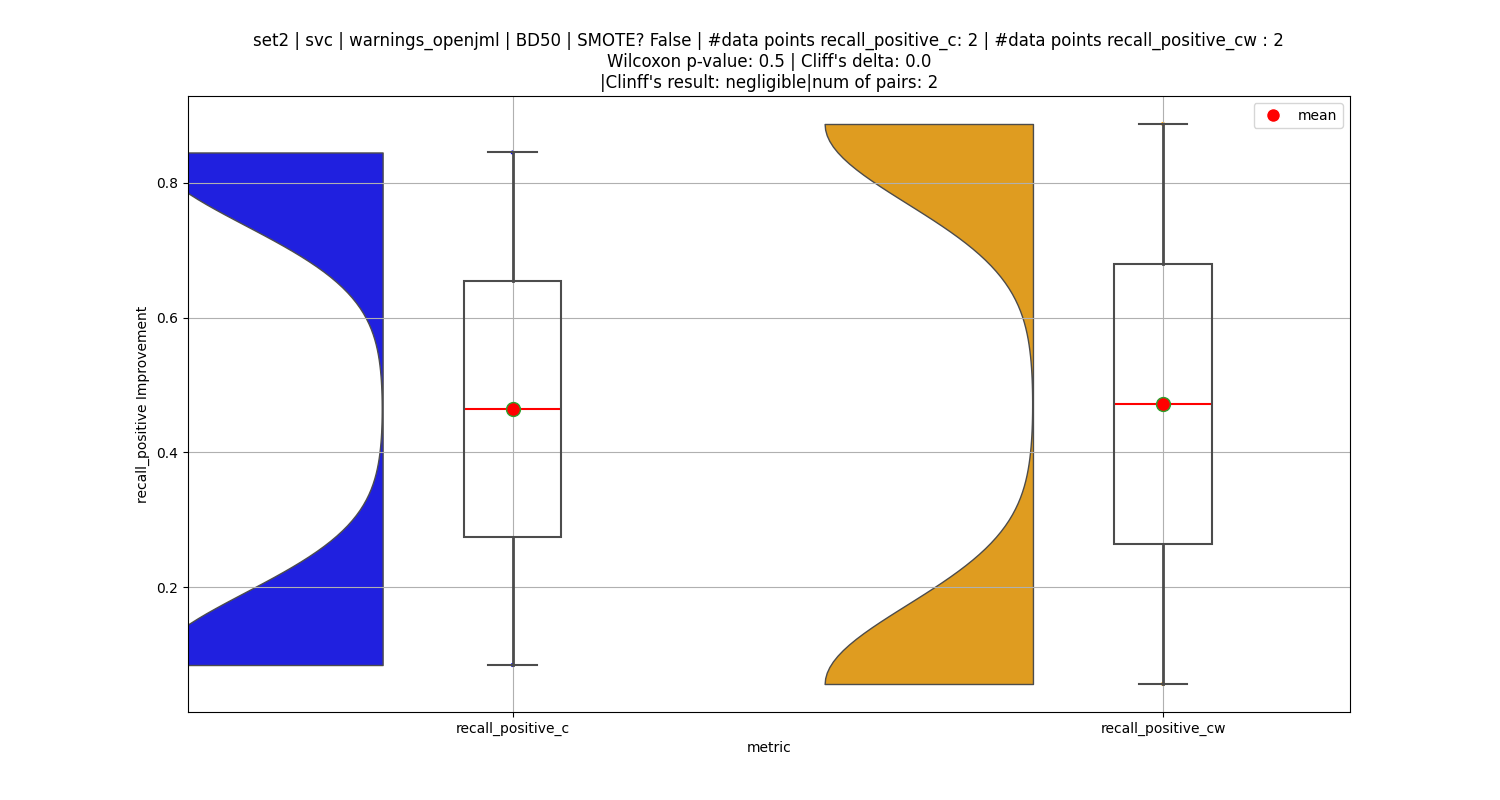 set2 | svc | warnings_openjml | BD50 | SMOTE? False | #data points recall_positive_c: 2 | #data points recall_positive_cw : 2
Wilcoxon p-value: 0.5 | Cliff's delta: 0.0
|Clinff's result: negligible|num of pairs: 2
mean
0.8
0.6
0.4
0.2
recall_positive Improvement
recall_positive_c
recall_positive_cw
metric